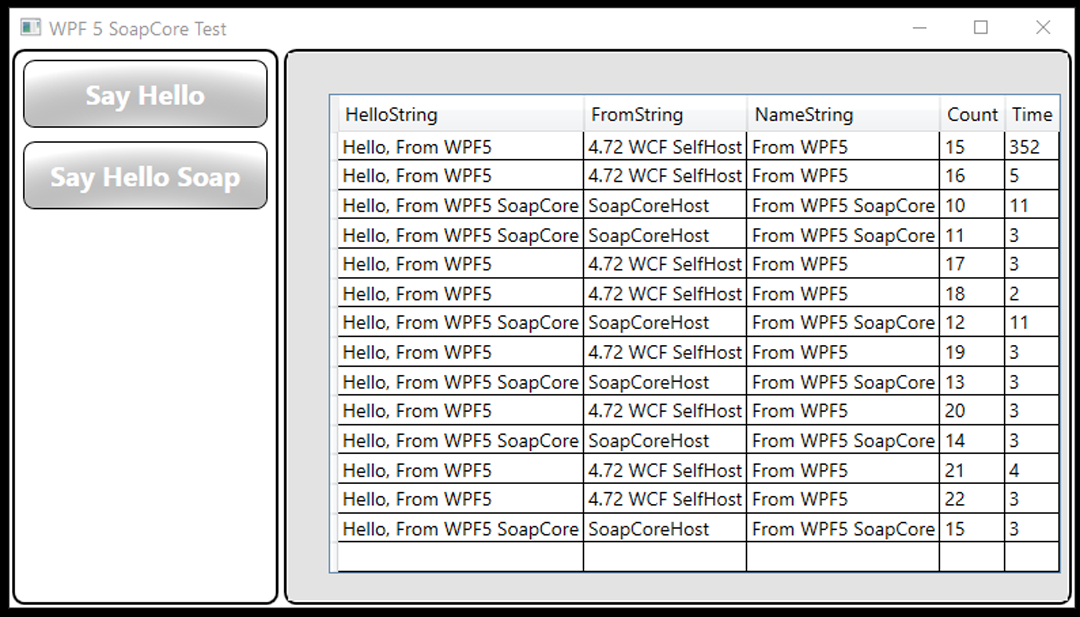 WPF 5 SoapCore Test
Say Hello
Say Hello Soap
HelloString FromString NameString Count Time
Hello, From WPF5 4.72 WCF SelfHost From WPF5 15 352
Hello, From WPF5 4.72 WCF SelfHost From WPF5 16 5
Hello, From WPF5 SoapCore SoapCoreHost From WPF5 SoapCore 10 11
Hello, From WPF5 SoapCore SoapCoreHost From WPF5 SoapCore 11 3
Hello, From WPF5 4.72 WCF SelfHost From WPF5 17 3
Hello, From WPF5 4.72 WCF SelfHost From WPF5 18 2
Hello, From WPF5 SoapCore SoapCoreHost From WPF5 SoapCore 12 11
Hello, From WPF5 4.72 WCF SelfHost From WPF5 19 3
Hello, From WPF5 SoapCore SoapCoreHost From WPF5 SoapCore 13 3
Hello, From WPF5 4.72 WCF SelfHost From WPF5 20 3
Hello, From WPF5 SoapCore SoapCoreHost From WPF5 SoapCore 14 3
Hello, From WPF5 4.72 WCF SelfHost From WPF5 21 4
Hello, From WPF5 4.72 WCF SelfHost From WPF5 22 3
Hello, From WPF5 SoapCore SoapCoreHost From WPF5 SoapCore 15 3